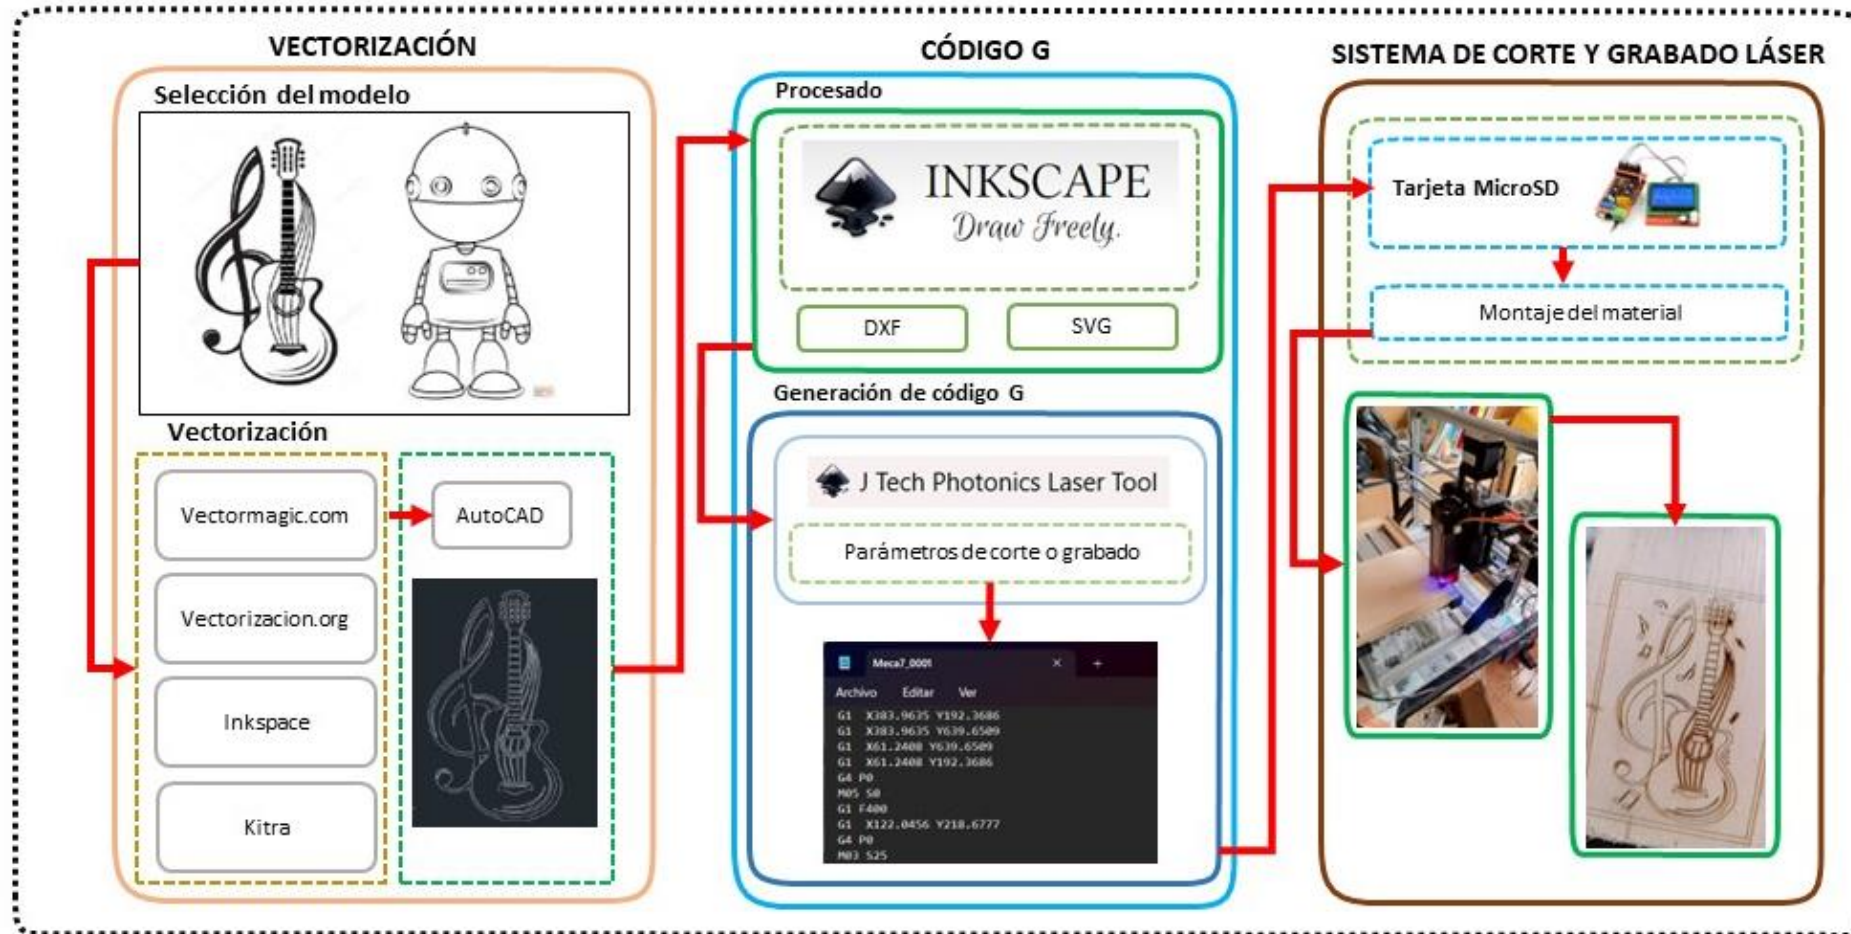 VECTORIZACIÓN
Selección del modelo
Vectorización
Vectormagic.com
Vectorizacion.org
Inkspace
Kitra
AutoCAD
CÓDIGO G
Procesado
INKSCAPE
Draw Freely.
DXF
SVG
Generación de código G
J Tech Photonics Laser Tool
Parámetros de corte o grabado
Meca7_0001
Archivo Editar Ver
G1 X383.9635 Y192.3686
G1 X383.9635 Y639.6509
G1 X61.2408 Y639.6509
G1 X61.2408 Y192.3686
G4 P0
M05 S0
G1 F400
G1 X122.0456 Y218.6777
G4 P0
M03 S25
SISTEMA DE CORTE Y GRABADO LÁSER
Tarjeta MicroSD
Montaje del material